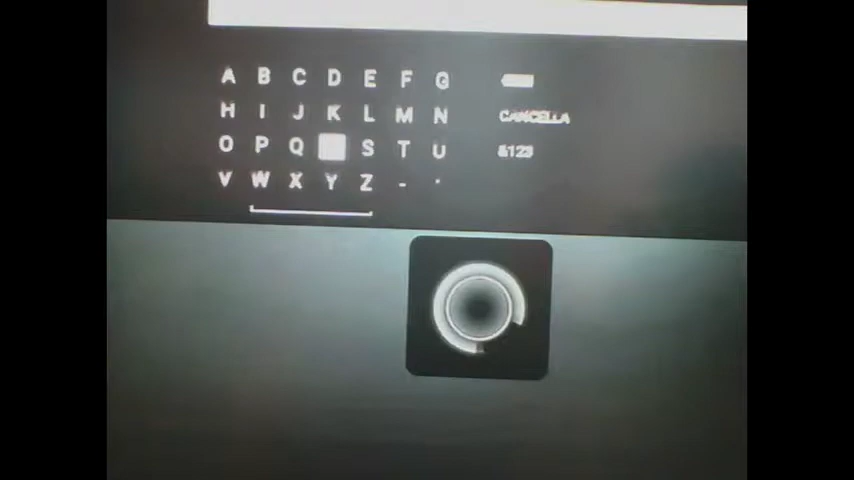 A B C D E F G
H I J K L M N CANCELLA
O P Q S T U &123
V W X Y Z - '